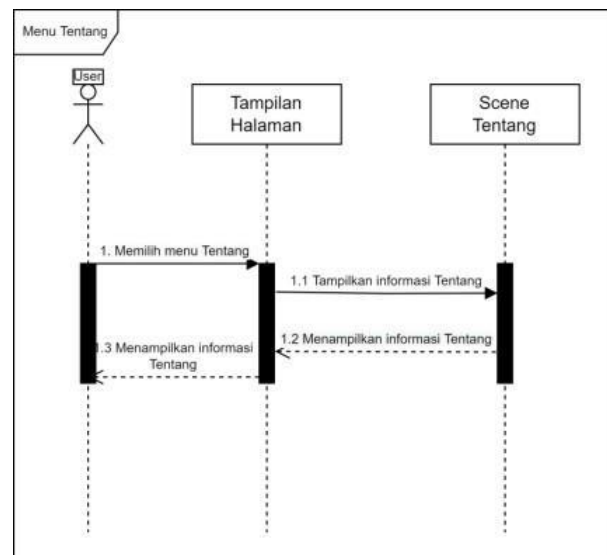 Menu Tentang
User
Tampilan
Halaman
Scene
Tentang
1. Memilih menu Tentang
1.1 Tampilkan informasi Tentang
1.2 Menampilkan informasi Tentang
1.3 Menampilkan informasi
Tentang